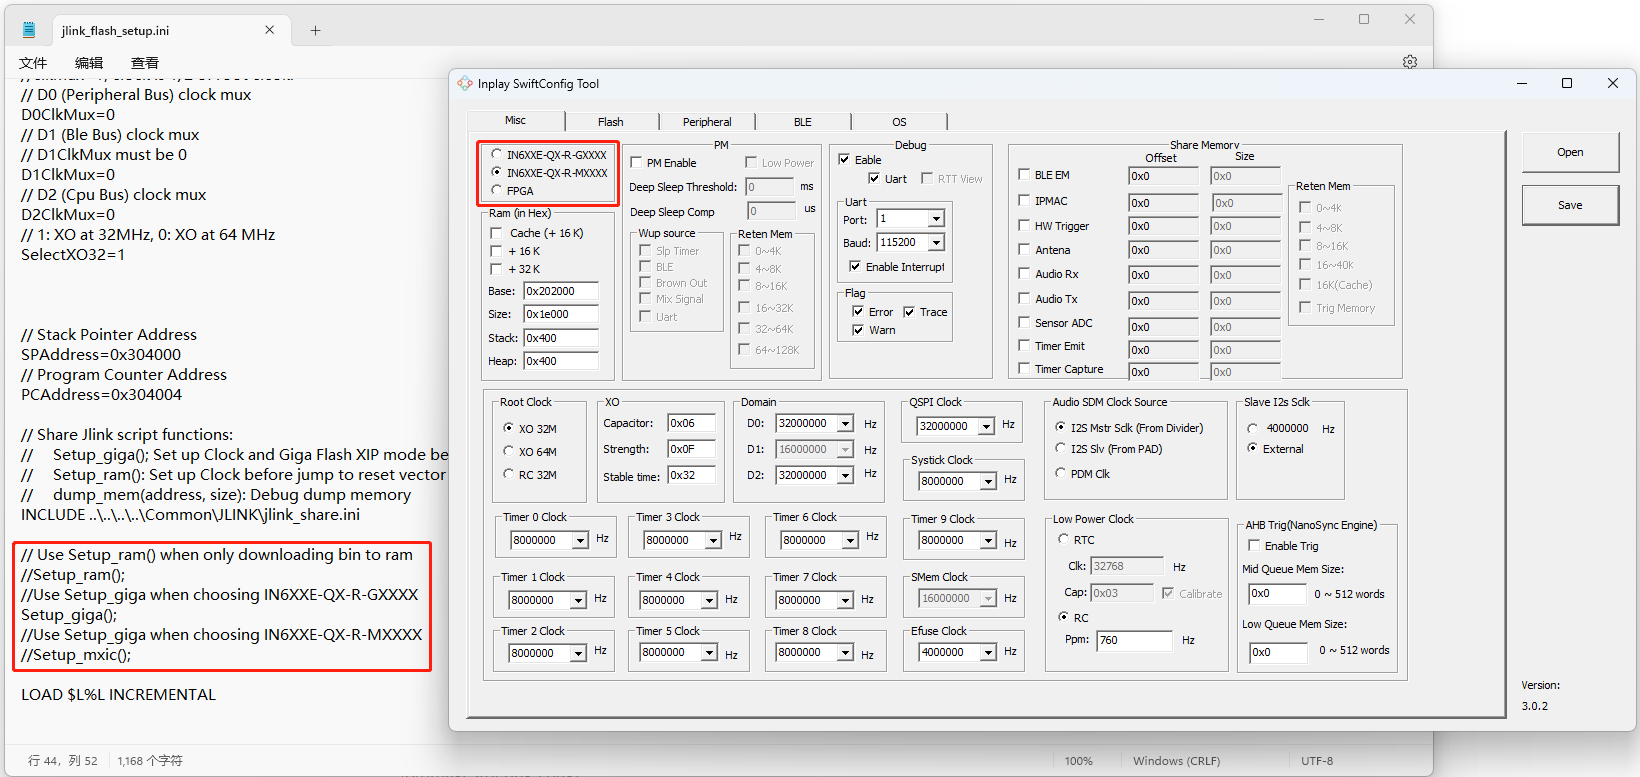 jlink_flash_setup.ini
文件 编辑 查看
// D0 (Peripheral Bus) clock mux
D0ClkMux=0
// D1 (Ble Bus) clock mux
// D1ClkMux must be 0
D1ClkMux=0
// D2 (Cpu Bus) clock mux
D2ClkMux=0
// 1: XO at 32MHz, 0: XO at 64 MHz
SelectXO32=1
// Stack Pointer Address
SPAddress=0x304000
// Program Counter Address
PCAddress=0x304004
// Share Jlink script functions:
// Setup_giga(); Set up Clock and Giga Flash XIP mode be
// Setup_ram(): Set up Clock before jump to reset vector
// dump_mem(address, size): Debug dump memory
INCLUDE ..\..\..\..\Common\JLINK\jlink_share.ini
// Use Setup_ram() when only downloading bin to ram
//Setup_ram();
//Use Setup_giga when choosing IN6XXE-QX-R-GXXXX
Setup_giga();
//Use Setup_giga when choosing IN6XXE-QX-R-MXXXX
//Setup_mxic();
LOAD $L%L INCREMENTAL
行 44，列 52
1,168 个字符
100%
Windows (CRLF)
UTF-8
Inplay SwiftConfig Tool
Misc Flash Peripheral BLE OS
IN6XXE-QX-R-GXXXX
IN6XXE-QX-R-MXXXX
FPGA
Ram (in Hex)
Cache (+ 16 K)
+ 16 K
+ 32 K
Base: 0x202000
Size: 0x1e000
Stack: 0x400
Heap: 0x400
PM
PM Enable Low Power
Deep Sleep Threshold: 0 ms
Deep Sleep Comp 0 us
Wup source
Slp Timer
BLE
Brown Out
Mix Signal
Uart
Reten Mem
0~4K
4~8K
8~16K
16~32K
32~64K
64~128K
Debug
Eable
Uart RTT View
Uart
Port: 1
Baud: 115200
Enable Interrupt
Flag
Error Trace
Warn
Share Memory
Offset Size
BLE EM 0x0 0x0
IPMAC 0x0 0x0
HW Trigger 0x0 0x0
Antena 0x0 0x0
Audio Rx 0x0 0x0
Audio Tx 0x0 0x0
Sensor ADC 0x0 0x0
Timer Emit 0x0 0x0
Timer Capture 0x0 0x0
Reten Mem
0~4K
4~8K
8~16K
16~40k
16K(Cache)
Trig Memory
Open
Save
Root Clock
XO 32M
XO 64M
RC 32M
XO
Capacitor: 0x06
Strength: 0x0F
Stable time: 0x32
Domain
D0: 32000000 Hz
D1: 16000000 Hz
D2: 32000000 Hz
QSPI Clock
32000000 Hz
Systick Clock
8000000 Hz
Audio SDM Clock Source
I2S Mstr Sclk (From Divider)
I2S Slv (From PAD)
PDM Clk
Slave I2s Sclk
4000000 Hz
External
Timer 0 Clock
8000000 Hz
Timer 3 Clock
8000000 Hz
Timer 6 Clock
8000000 Hz
Timer 9 Clock
8000000 Hz
Timer 1 Clock
8000000 Hz
Timer 4 Clock
8000000 Hz
Timer 7 Clock
8000000 Hz
SMem Clock
16000000 Hz
Timer 2 Clock
8000000 Hz
Timer 5 Clock
8000000 Hz
Timer 8 Clock
8000000 Hz
Efuse Clock
4000000 Hz
Low Power Clock
RTC
Clk: 32768 Hz
Cap: 0x03 Calibrate
RC
Ppm: 760 Hz
AHB Trig(NanoSync Engine)
Enable Trig
Mid Queue Mem Size:
0x0 0 ~ 512 words
Low Queue Mem Size:
0x0 0 ~ 512 words
Version:
3.0.2